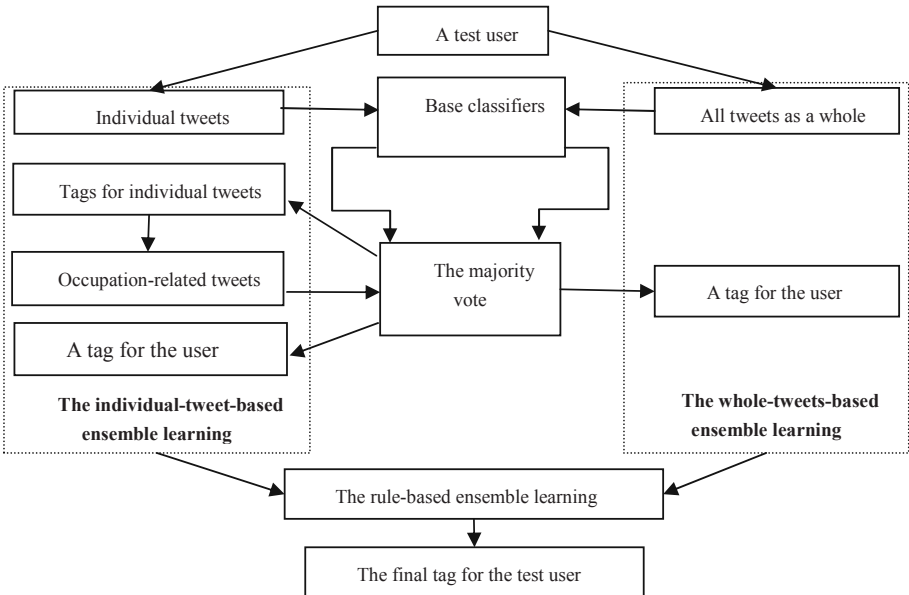 A test user
Individual tweets
Base classifiers
All tweets as a whole
Tags for individual tweets
Occupation-related tweets
The majority
vote
A tag for the user
A tag for the user
The individual-tweet-based
ensemble learning
The whole-tweets-based
ensemble learning
The rule-based ensemble learning
The final tag for the test user